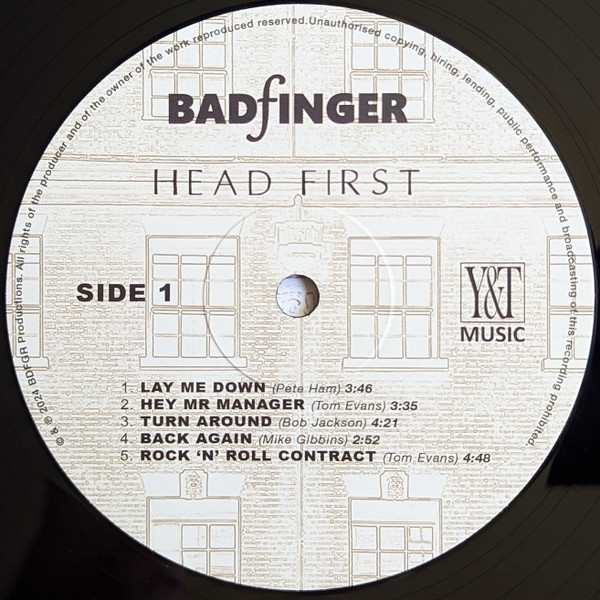 © & ℗ 2024 BDFGR Productions. All rights of the producer and of the owner of the work reproduced reserved. Unauthorised copying, hiring, lending, public performance and broadcasting of this recording prohibited.
BADfINGER
HEAD FIRST
SIDE 1
Y&T
MUSIC
1. LAY ME DOWN (Pete Ham) 3:46
2. HEY MR MANAGER (Tom Evans) 3:35
3. TURN AROUND (Bob Jackson) 4:21
4. BACK AGAIN (Mike Gibbins) 2:52
5. ROCK ‘N’ ROLL CONTRACT (Tom Evans) 4:48